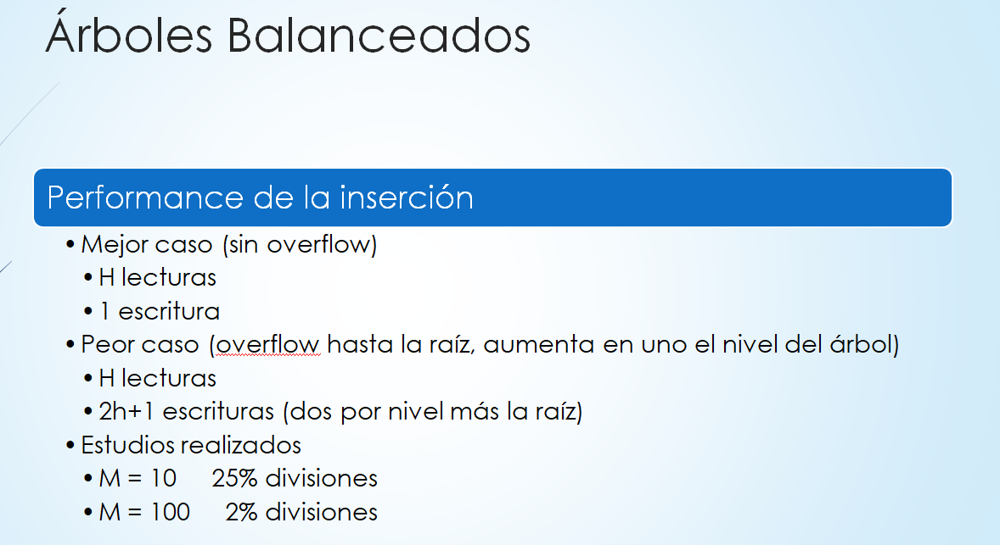 Árboles Balanceados
Performance de la inserción
• Mejor caso (sin overflow)
• H lecturas
• 1 escritura
• Peor caso (overflow hasta la raíz, aumenta en uno el nivel del árbol)
• H lecturas
• 2h+1 escrituras (dos por nivel más la raíz)
• Estudios realizados
• M = 10 25% divisiones
• M = 100 2% divisiones